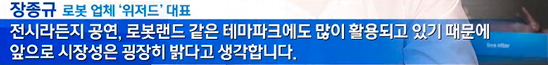 장종규 로봇 업체 ‘위저드’ 대표
전시라든지 공연, 로봇랜드 같은 테마파크에도 많이 활용되고 있기 때문에
앞으로 시장성은 굉장히 밝다고 생각합니다.